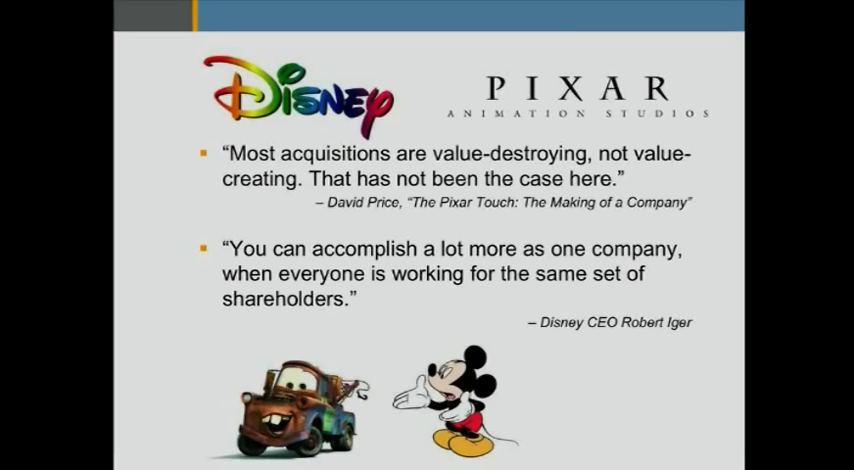 DISNEY
PIXAR
ANIMATION STUDIOS
“Most acquisitions are value-destroying, not value-
creating. That has not been the case here.”
– David Price, “The Pixar Touch: The Making of a Company”
“You can accomplish a lot more as one company,
when everyone is working for the same set of
shareholders.”
– Disney CEO Robert Iger